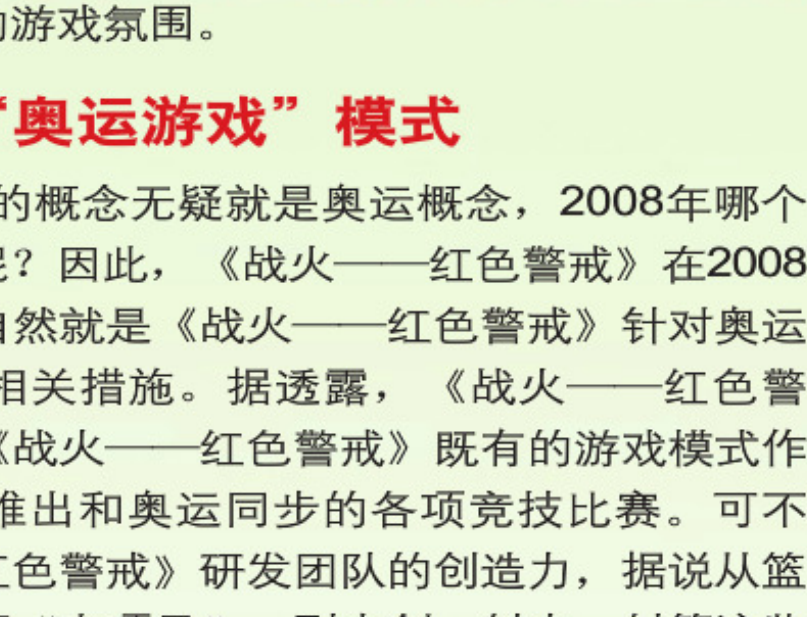 游戏氛围。
“奥运游戏”模式
的概念无疑就是奥运概念，2008年哪个
？因此，《战火——红色警戒》在2008
自然就是《战火——红色警戒》针对奥运
相关措施。据透露，《战火——红色警
《战火——红色警戒》既有的游戏模式作
推出和奥运同步的各项竞技比赛。可不
红色警戒》研发团队的创造力，据说从篮